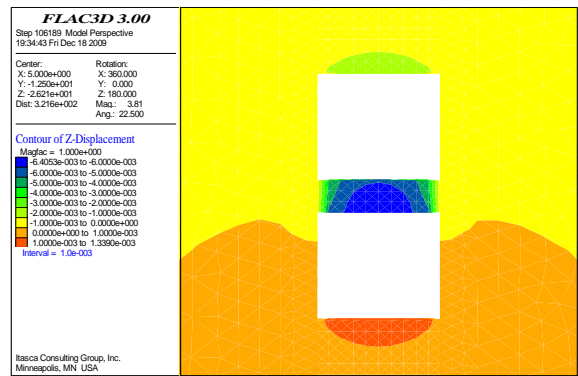 FLAC3D 3.00
Step 106189 Model Perspective
19:34:43 Fri Dec 18 2009
Center: Rotation:
X: 5.000e+000 X: 360.000
Y: -1.250e+001 Y: 0.000
Z: -2.621e+001 Z: 180.000
Dist: 3.216e+002 Mag.: 3.81
Ang.: 22.500
Contour of Z-Displacement
Magfac = 1.000e+000
-6.4053e-003 to -6.0000e-003
-6.0000e-003 to -5.0000e-003
-5.0000e-003 to -4.0000e-003
-4.0000e-003 to -3.0000e-003
-3.0000e-003 to -2.0000e-003
-2.0000e-003 to -1.0000e-003
-1.0000e-003 to 0.0000e+000
0.0000e+000 to 1.0000e-003
1.0000e-003 to 1.3390e-003
Interval = 1.0e-003
Itasca Consulting Group, Inc.
Minneapolis, MN USA